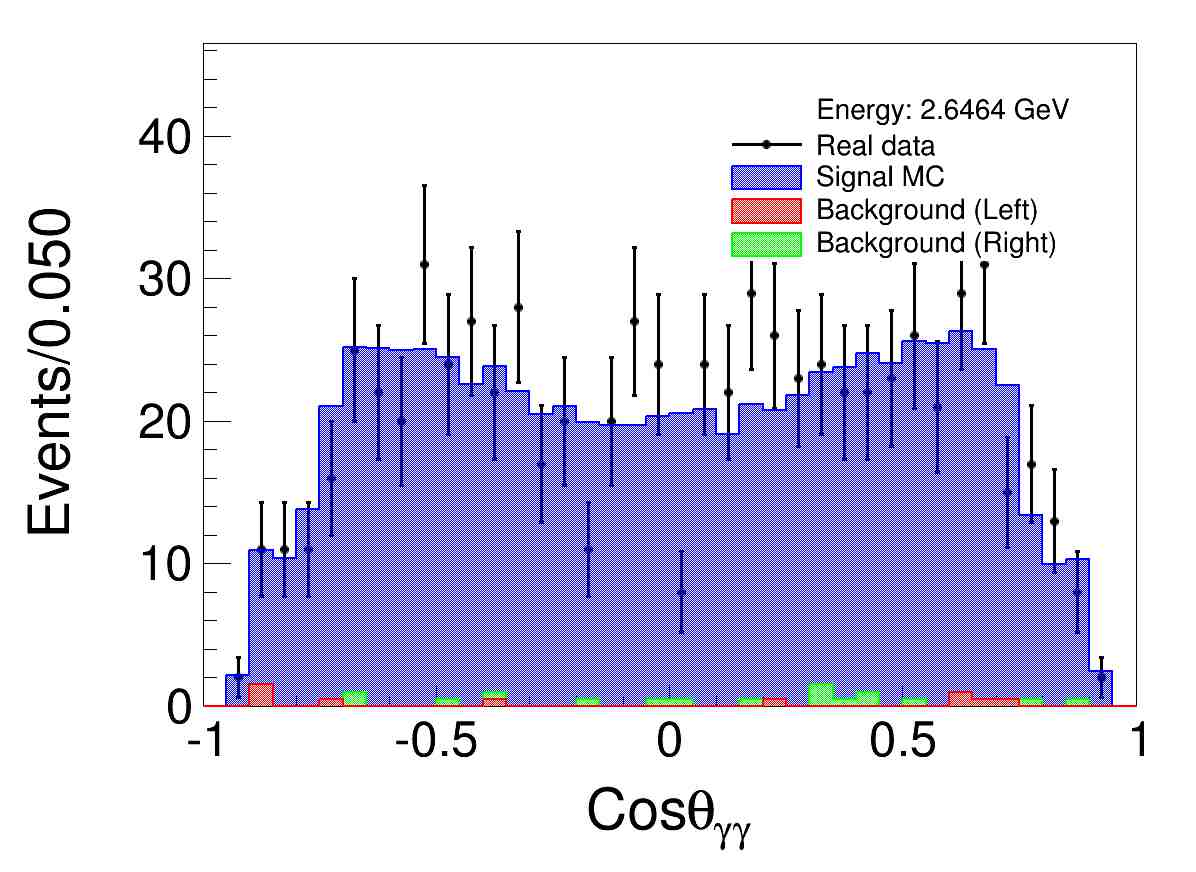 Energy: 2.6464 GeV
Real data
Signal MC
Background (Left)
Background (Right)
Events/0.050
40
30
20
10
0
-1 -0.5 0 0.5 1
Cosθγγ